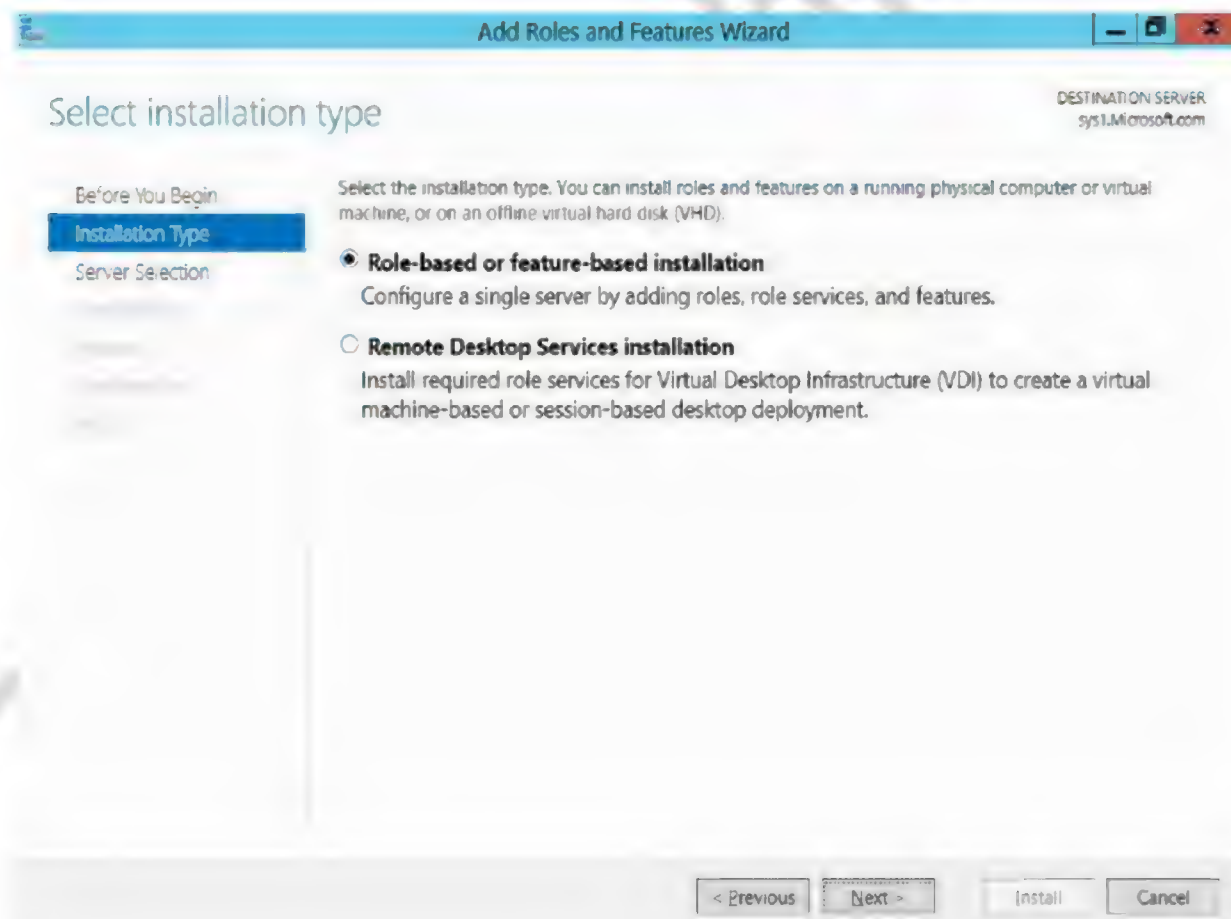 Add Roles and Features Wizard
Select installation type
DESTINATION SERVER
sys1.Microsoft.com
Before You Begin
Installation Type
Server Selection
Select the installation type. You can install roles and features on a running physical computer or virtual
machine, or on an offline virtual hard disk (VHD).
Role-based or feature-based installation
Configure a single server by adding roles, role services, and features.
Remote Desktop Services installation
Install required role services for Virtual Desktop Infrastructure (VDI) to create a virtual
machine-based or session-based desktop deployment.
< Previous
Next >
Install
Cancel